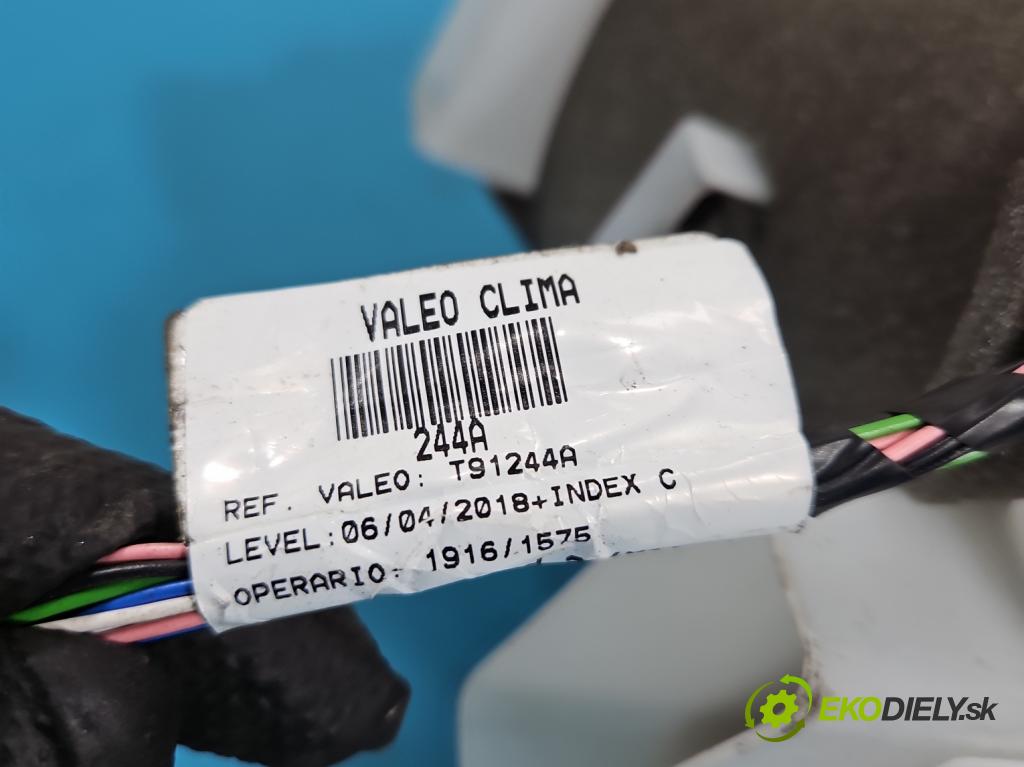 VALEO CLIMA
244A
REF. VALEO: T91244A
LEVEL:06/04/2018+INDEX C
OPERARIO: 1916/1575
EKODIELY.sk